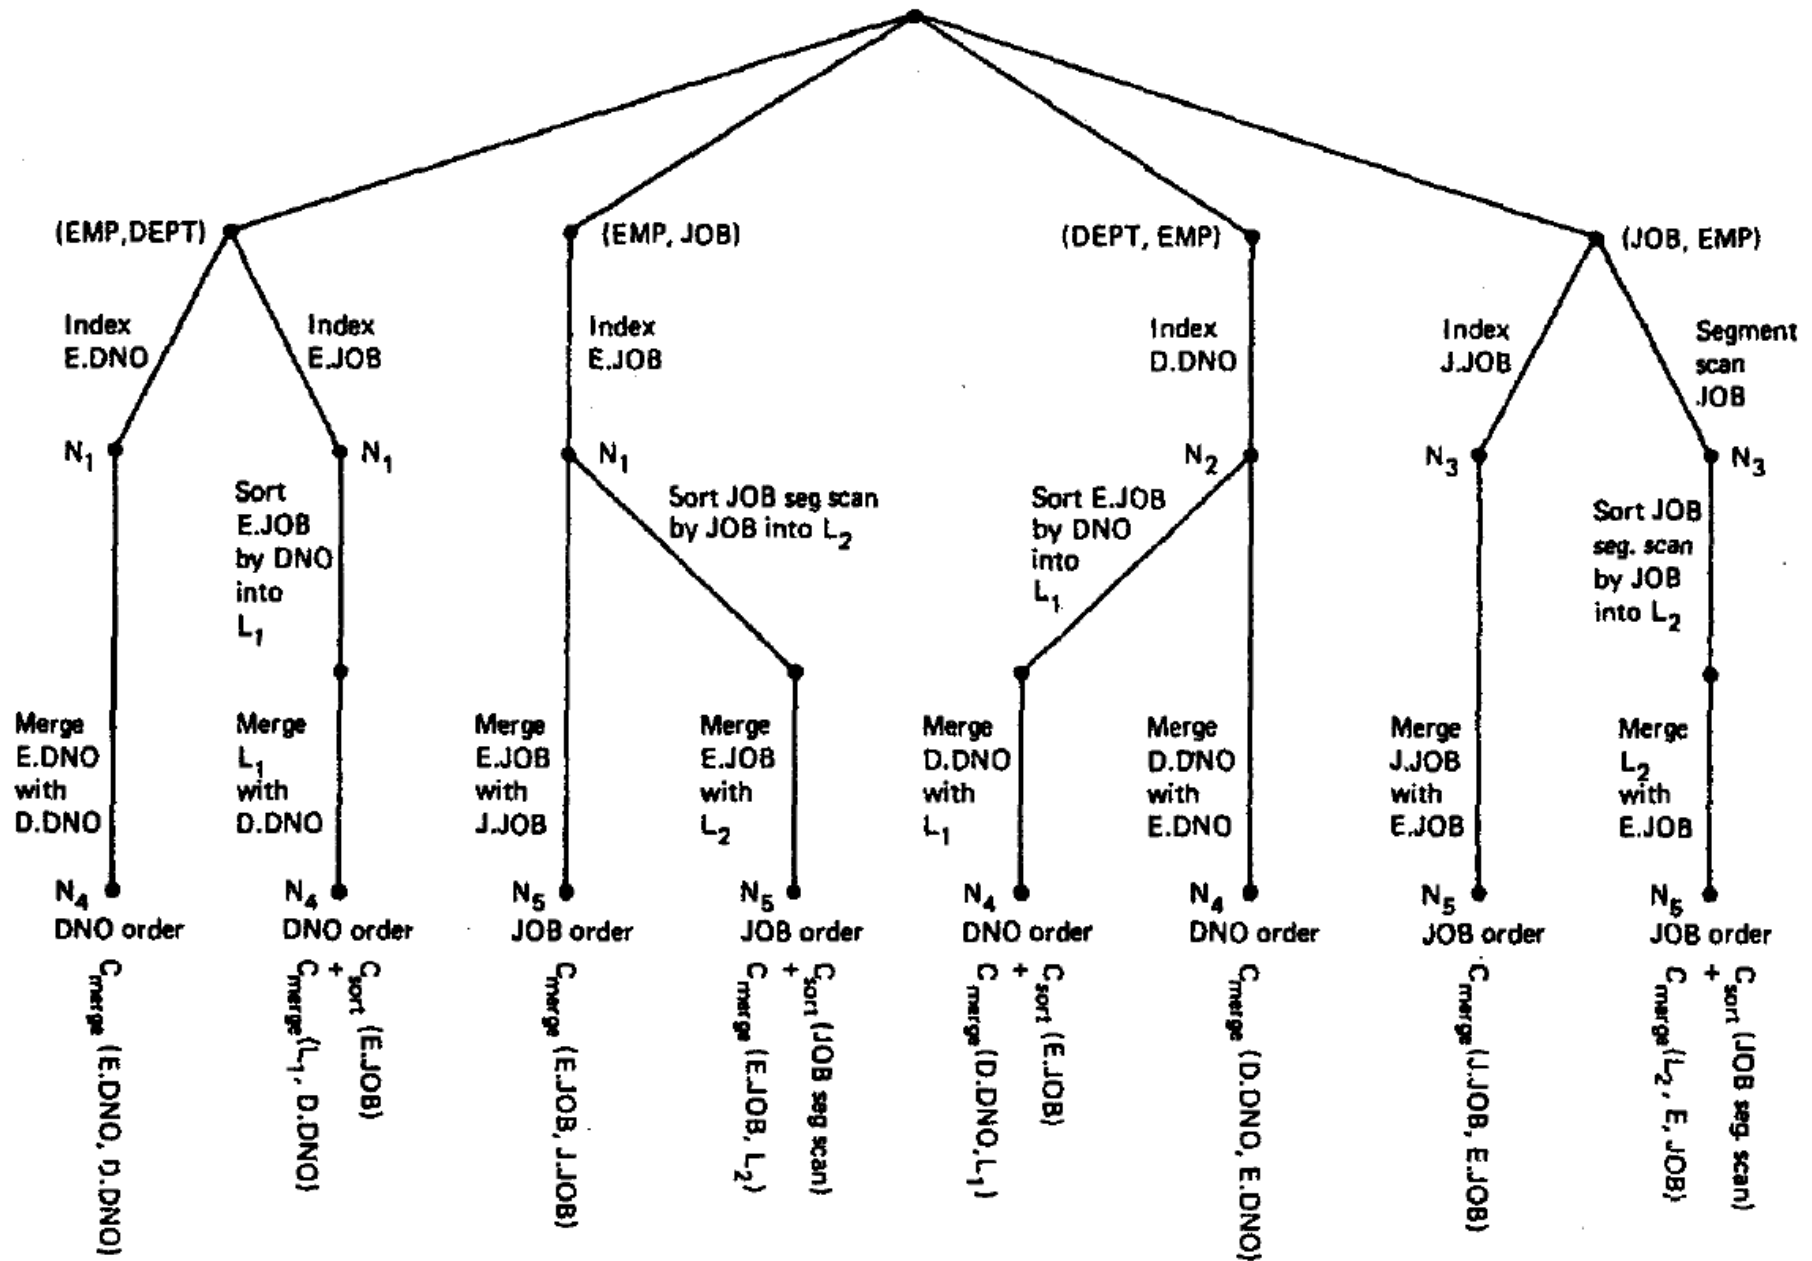 (EMP,DEPT)
(EMP, JOB)
(DEPT, EMP)
(JOB, EMP)
Index
E.DNO
Index
E.JOB
Index
E.JOB
Index
D.DNO
Index
J.JOB
Segment
scan
JOB
N1
N1
N1
N2
N3
N3
Sort
E.JOB
by DNO
into
L1
Sort JOB seg scan
by JOB into L2
Sort E.JOB
by DNO
into
L1
Sort JOB
seg. scan
by JOB
into L2
Merge
E.DNO
with
D.DNO
Merge
L1
with
D.DNO
Merge
E.JOB
with
J.JOB
Merge
E.JOB
with
L2
Merge
D.DNO
with
L1
Merge
D.DNO
with
E.DNO
Merge
J.JOB
with
E.JOB
Merge
L2
with
E.JOB
N4
DNO order
N4
DNO order
N5
JOB order
N5
JOB order
N4
DNO order
N4
DNO order
N5
JOB order
N5
JOB order
Cmerge (E.DNO, D.DNO)
Csort (E.JOB)
+
Cmerge(L1, D.DNO)
Cmerge (E.JOB, J.JOB)
Csort (JOB seg scan)
+
Cmerge (E.JOB, L2)
Csort (E.JOB)
+
Cmerge (D.DNO, L1)
Cmerge (D.DNO, E.DNO)
Cmerge (J.JOB, E.JOB)
Csort (JOB seg. scan)
+
Cmerge(L2, E, JOB)